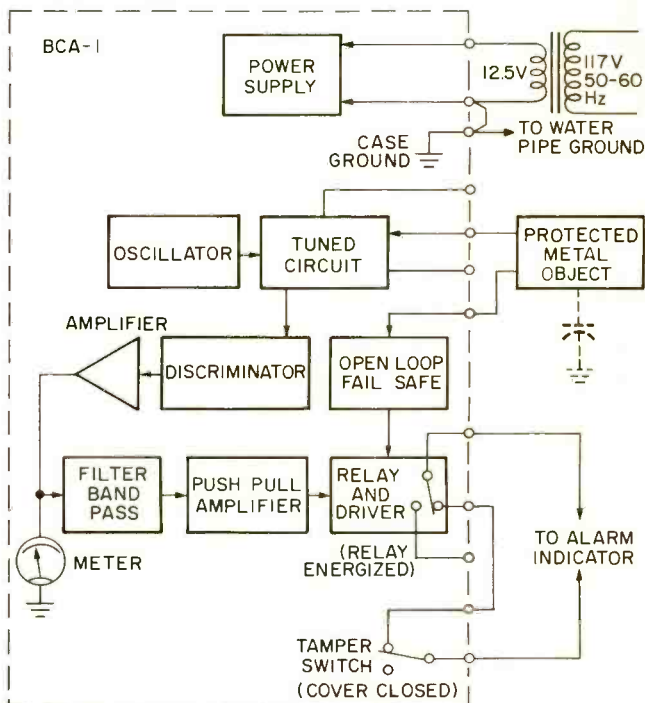 BCA-1
POWER
SUPPLY
12.5V
117V
50-60
Hz
CASE
GROUND
TO WATER
PIPE GROUND
OSCILLATOR
TUNED
CIRCUIT
PROTECTED
METAL
OBJECT
AMPLIFIER
DISCRIMINATOR
OPEN LOOP
FAIL SAFE
FILTER
BAND
PASS
PUSH PULL
AMPLIFIER
RELAY
AND
DRIVER
(RELAY
ENERGIZED)
METER
TO ALARM
INDICATOR
TAMPER
SWITCH
(COVER CLOSED)